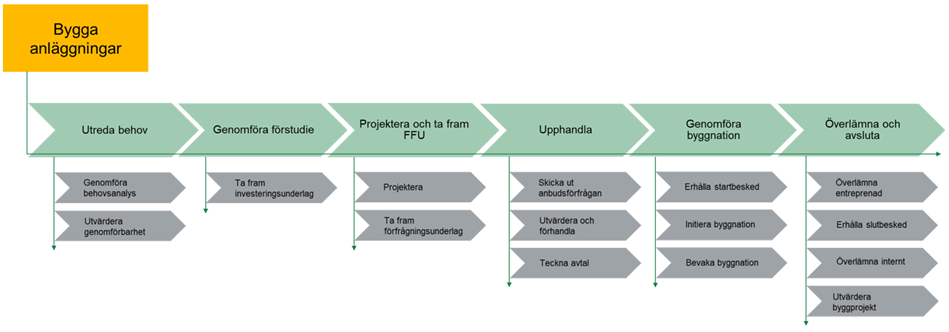 Bygga
anläggningar
Utreda behov
Genomföra förstudie
Projektera och ta fram
FFU
Upphandla
Genomföra
byggnation
Överlämna och
avsluta
Genomföra
behovsanalys
Utvärdera
genomförbarhet
Ta fram
investeringsunderlag
Projektera
Ta fram
förfrågningsunderlag
Skicka ut
anbudsförfrågan
Utvärdera och
förhandla
Teckna avtal
Erhålla startbesked
Initiera byggnation
Bevaka byggnation
Överlämna
entreprenad
Erhålla slutbesked
Överlämna internt
Utvärdera
byggprojekt